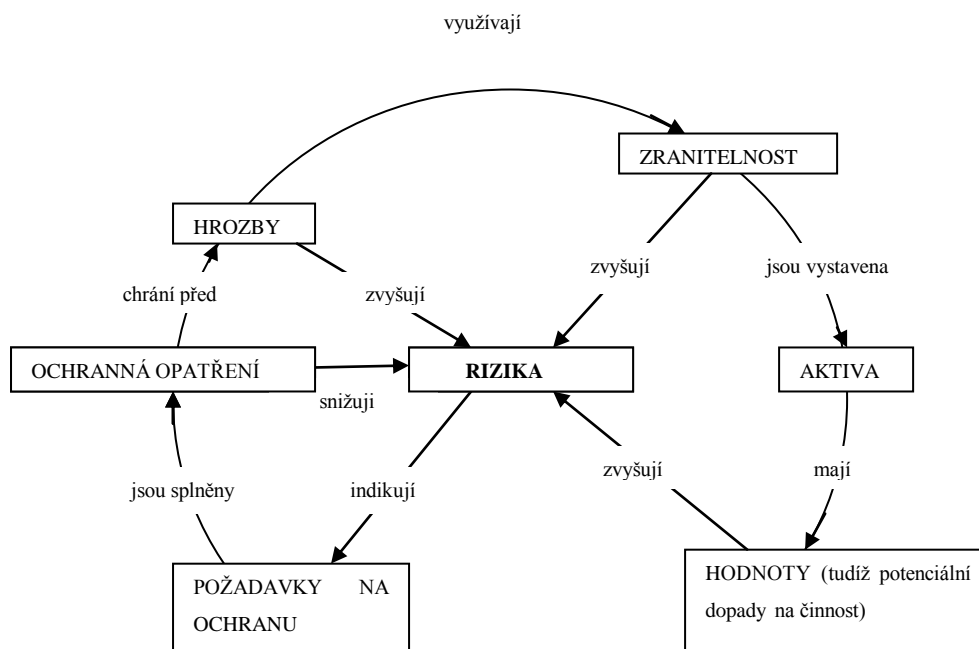 využívají
ZRANITELNOST
HROZBY
zvyšují
jsou vystavena
chrání před
zvyšují
OCHRANNÁ OPATŘENÍ
RIZIKA
AKTIVA
snižuji
jsou splněny
indikují
zvyšují
mají
POŽADAVKY NA
OCHRANU
HODNOTY (tudíž potenciální
dopady na činnost)